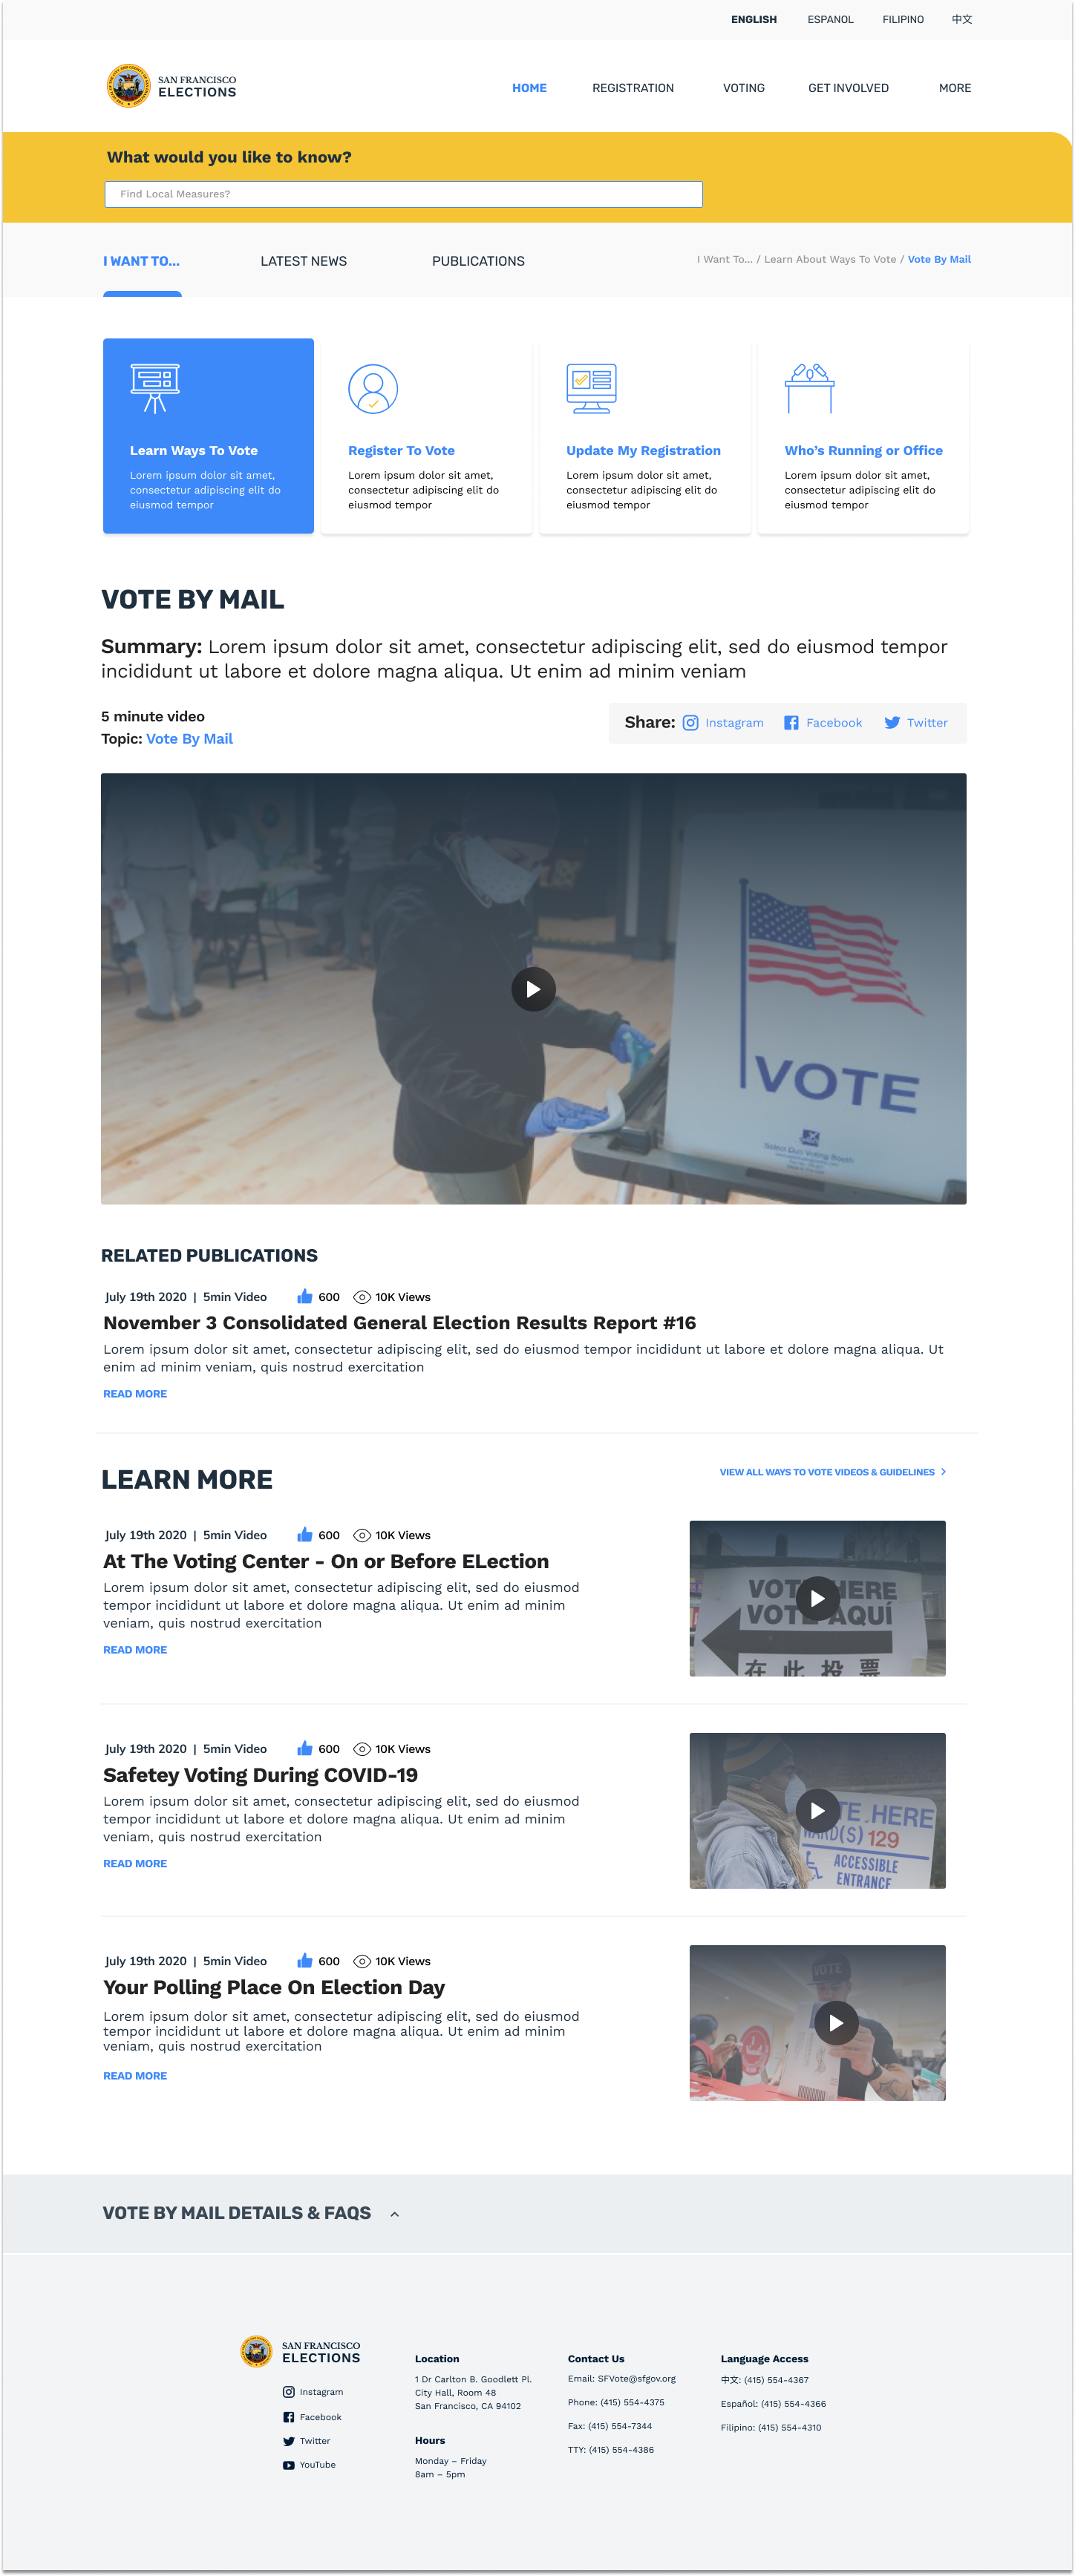 ENGLISH ESPANOL FILIPINO 中文
SAN FRANCISCO
ELECTIONS
HOME REGISTRATION VOTING GET INVOLVED MORE
What would you like to know?
Find Local Measures?
I WANT TO... LATEST NEWS PUBLICATIONS I Want To... / Learn About Ways To Vote / Vote By Mail
Learn Ways To Vote
Lorem ipsum dolor sit amet,
consectetur adipiscing elit do
eiusmod tempor
Register To Vote
Lorem ipsum dolor sit amet,
consectetur adipiscing elit do
eiusmod tempor
Update My Registration
Lorem ipsum dolor sit amet,
consectetur adipiscing elit do
eiusmod tempor
Who's Running or Office
Lorem ipsum dolor sit amet,
consectetur adipiscing elit do
eiusmod tempor
VOTE BY MAIL
Summary: Lorem ipsum dolor sit amet, consectetur adipiscing elit, sed do eiusmod tempor
incididunt ut labore et dolore magna aliqua. Ut enim ad minim veniam
5 minute video
Topic: Vote By Mail
Share: Instagram Facebook Twitter
VOTE
Select Duo Voting Booth
RELATED PUBLICATIONS
July 19th 2020 | 5min Video 600 10K Views
November 3 Consolidated General Election Results Report #16
Lorem ipsum dolor sit amet, consectetur adipiscing elit, sed do eiusmod tempor incididunt ut labore et dolore magna aliqua. Ut
enim ad minim veniam, quis nostrud exercitation
READ MORE
LEARN MORE
VIEW ALL WAYS TO VOTE VIDEOS & GUIDELINES
July 19th 2020 | 5min Video 600 10K Views
At The Voting Center - On or Before ELection
Lorem ipsum dolor sit amet, consectetur adipiscing elit, sed do eiusmod
tempor incididunt ut labore et dolore magna aliqua. Ut enim ad minim
veniam, quis nostrud exercitation
READ MORE
VOTE HERE
VOTE AQUÍ
在此投票
July 19th 2020 | 5min Video 600 10K Views
Safetey Voting During COVID-19
Lorem ipsum dolor sit amet, consectetur adipiscing elit, sed do eiusmod
tempor incididunt ut labore et dolore magna aliqua. Ut enim ad minim
veniam, quis nostrud exercitation
READ MORE
TE HERE
ARD(S) 129
ACCESSIBLE
ENTRANCE
July 19th 2020 | 5min Video 600 10K Views
Your Polling Place On Election Day
Lorem ipsum dolor sit amet, consectetur adipiscing elit, sed do eiusmod
tempor incididunt ut labore et dolore magna aliqua. Ut enim ad minim
veniam, quis nostrud exercitation
READ MORE
VOTE
VOTE BY MAIL DETAILS & FAQS
SAN FRANCISCO
ELECTIONS
Instagram
Facebook
Twitter
YouTube
Location
1 Dr Carlton B. Goodlett Pl.
City Hall, Room 48
San Francisco, CA 94102
Hours
Monday – Friday
8am – 5pm
Contact Us
Email: SFVote@sfgov.org
Phone: (415) 554-4375
Fax: (415) 554-7344
TTY: (415) 554-4386
Language Access
中文: (415) 554-4367
Español: (415) 554-4366
Filipino: (415) 554-4310